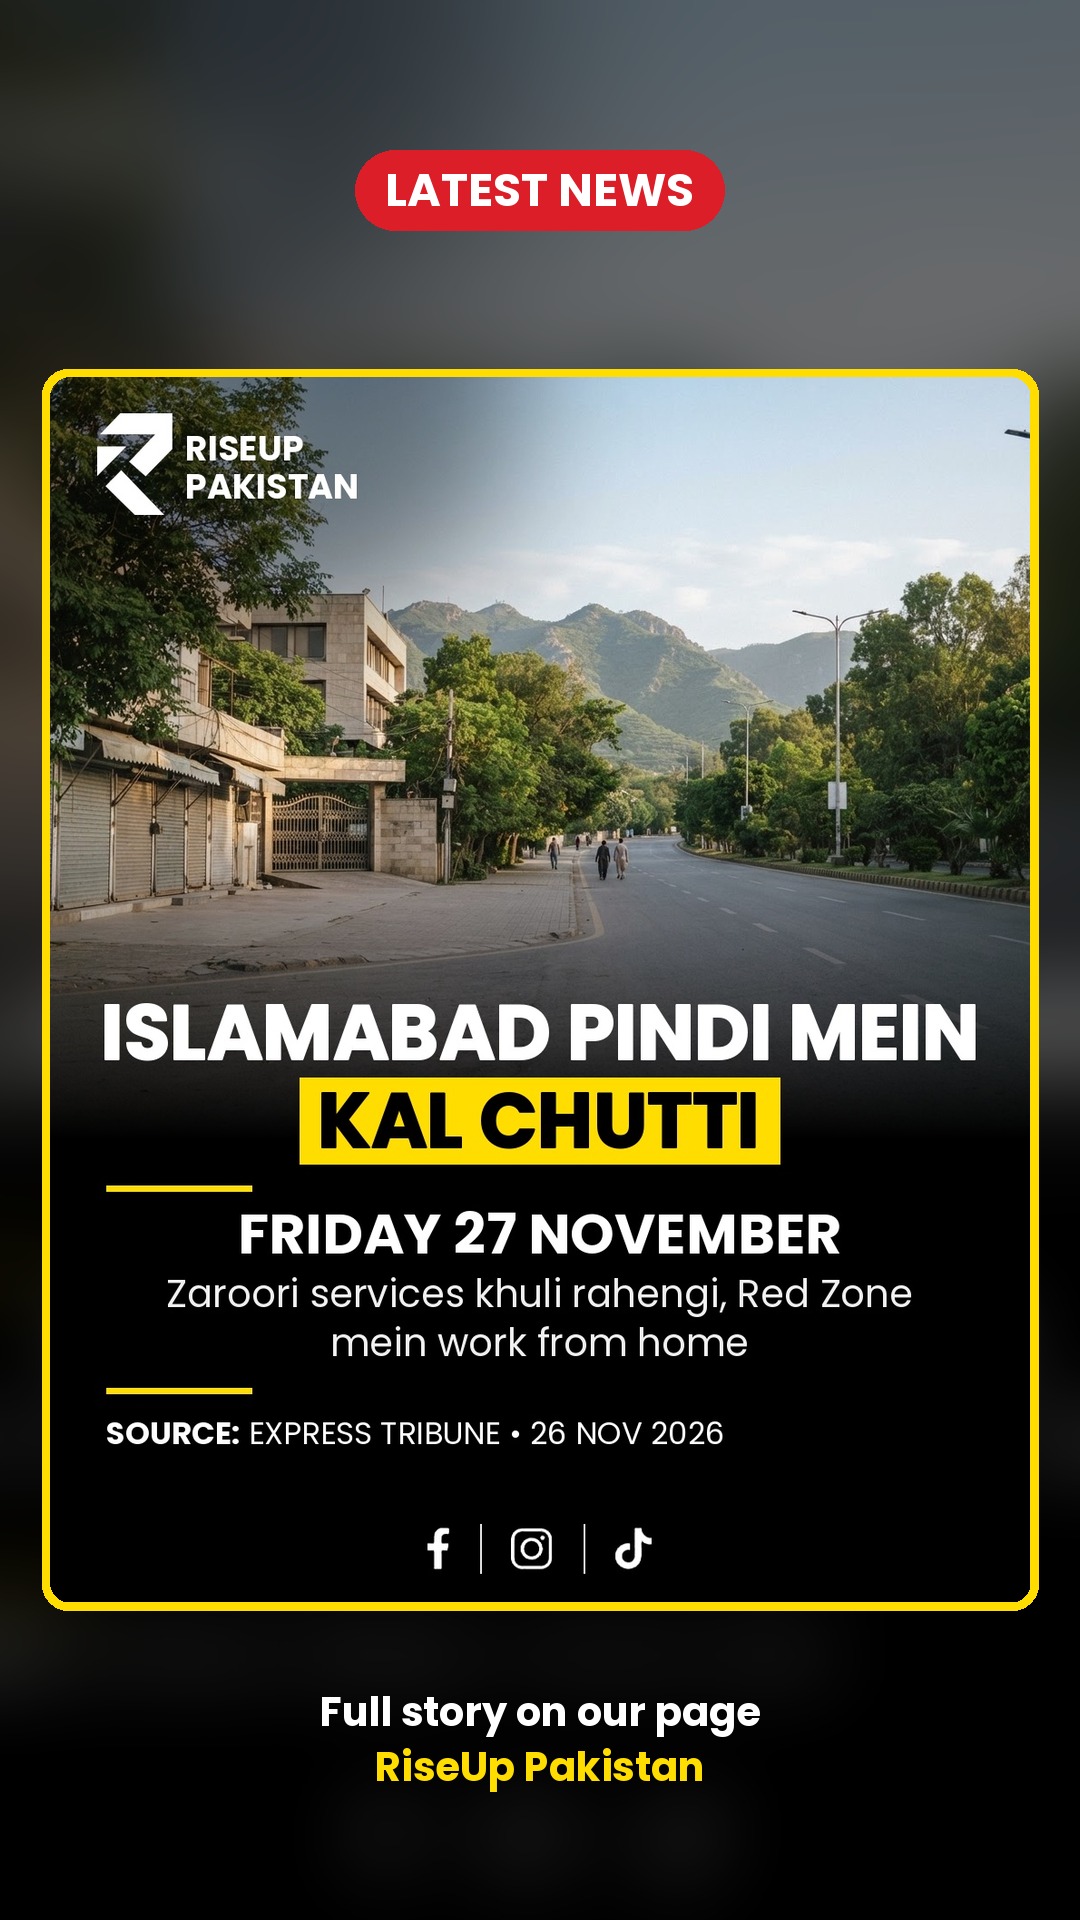 LATEST NEWS
RISEUP
PAKISTAN
ISLAMABAD PINDI MEIN
KAL CHUTTI
FRIDAY 27 NOVEMBER
Zaroori services khuli rahengi, Red Zone
mein work from home
SOURCE: EXPRESS TRIBUNE • 26 NOV 2026
Full story on our page
RiseUp Pakistan